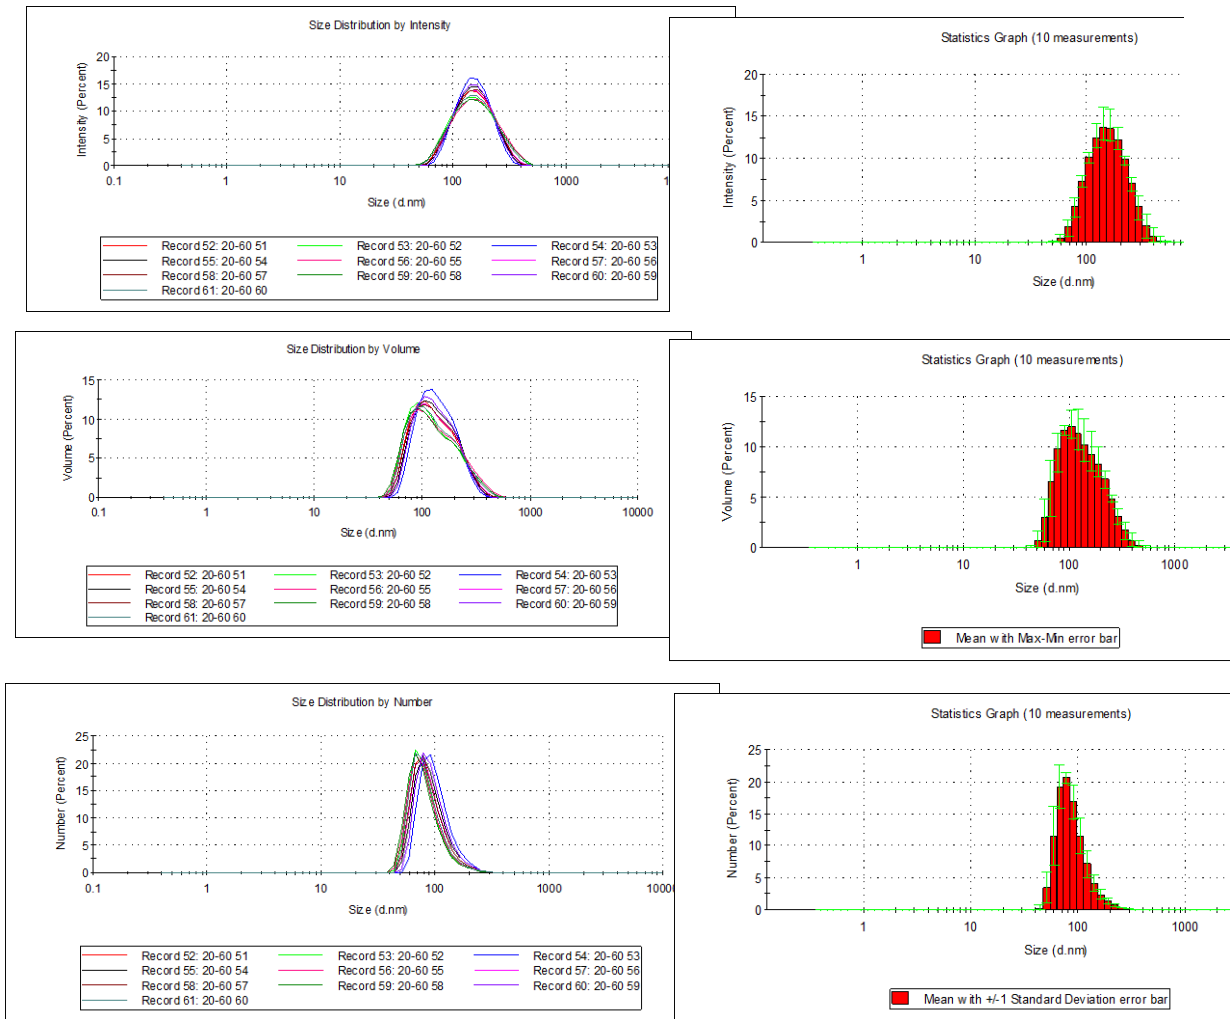 Size Distribution by Intensity
20
15
10
5
0
Intensity (Percent)
0.1 1 10 100 1000 1
Size (d.nm)
Record 52: 20-60 51 Record 53: 20-60 52 Record 54: 20-60 53
Record 55: 20-60 54 Record 56: 20-60 55 Record 57: 20-60 56
Record 58: 20-60 57 Record 59: 20-60 58 Record 60: 20-60 59
Record 61: 20-60 60
Statistics Graph (10 measurements)
20
15
10
5
0
Intensity (Percent)
1 10 100
Size (d.nm)
Size Distribution by Volume
15
10
5
0
Volume (Percent)
0.1 1 10 100 1000 10000
Size (d.nm)
Record 52: 20-60 51 Record 53: 20-60 52 Record 54: 20-60 53
Record 55: 20-60 54 Record 56: 20-60 55 Record 57: 20-60 56
Record 58: 20-60 57 Record 59: 20-60 58 Record 60: 20-60 59
Record 61: 20-60 60
Statistics Graph (10 measurements)
15
10
5
0
Volume (Percent)
1 10 100 1000
Size (d.nm)
Mean with Max-Min error bar
Size Distribution by Number
25
20
15
10
5
0
Number (Percent)
0.1 1 10 100 1000 10000
Size (d.nm)
Record 52: 20-60 51 Record 53: 20-60 52 Record 54: 20-60 53
Record 55: 20-60 54 Record 56: 20-60 55 Record 57: 20-60 56
Record 58: 20-60 57 Record 59: 20-60 58 Record 60: 20-60 59
Record 61: 20-60 60
Statistics Graph (10 measurements)
25
20
15
10
5
0
Number (Percent)
1 10 100 1000
Size (d.nm)
Mean with +/-1 Standard Deviation error bar